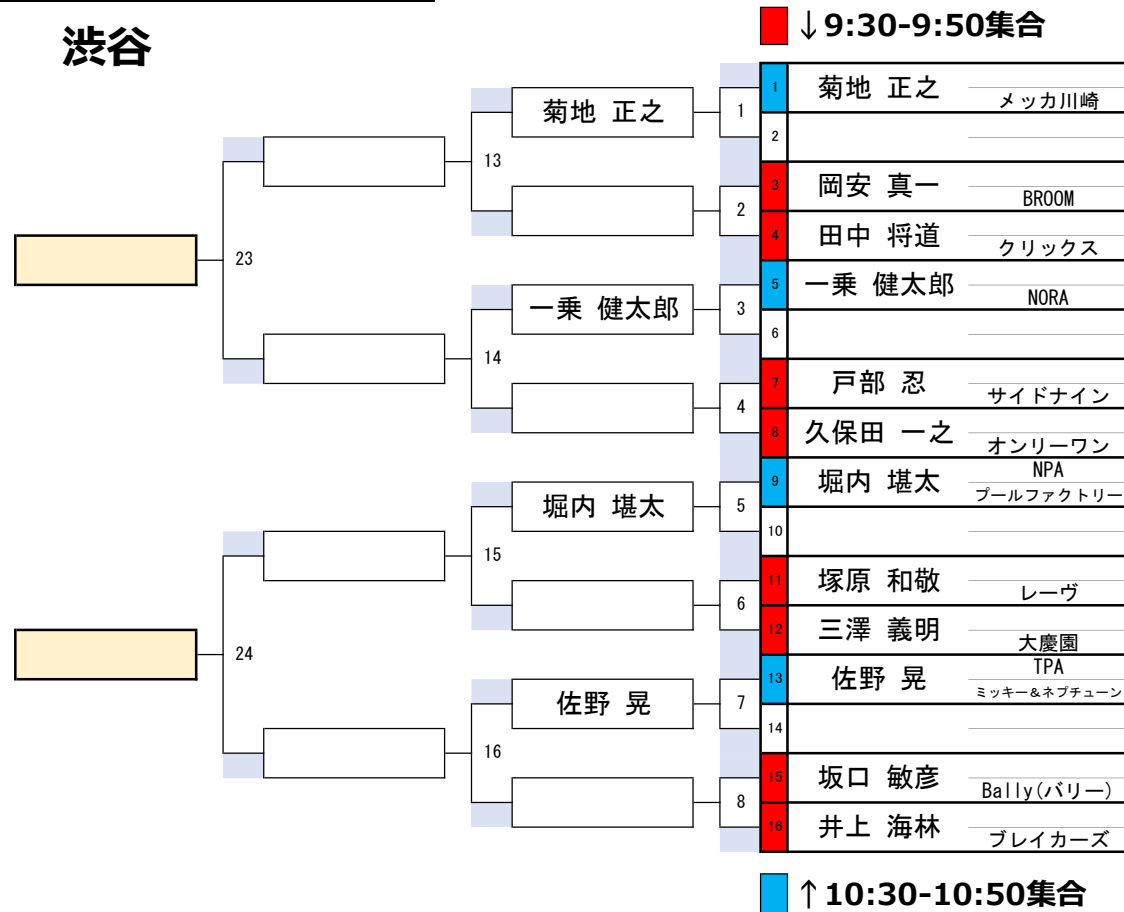 渋谷
↓9:30-9:50集合
1 菊地 正之 メッカ川崎
2
3 岡安 真一 BROOM
4 田中 将道 クリックス
5 一乗 健太郎 NORA
6
7 戸部 忍 サイドナイン
8 久保田 一之 オンリーワン
9 堀内 堪太 NPA
プールファクトリー
10
11 塚原 和敬 レーヴ
12 三澤 義明 大慶園
13 佐野 晃 TPA
ミッキー&ネプチューン
14
15 坂口 敏彦 Bally(バリー)
16 井上 海林 ブレイカーズ
↑10:30-10:50集合
菊地 正之 1
13
2
23
一乗 健太郎 3
14
4
堀内 堪太 5
15
6
24
佐野 晃 7
16
8